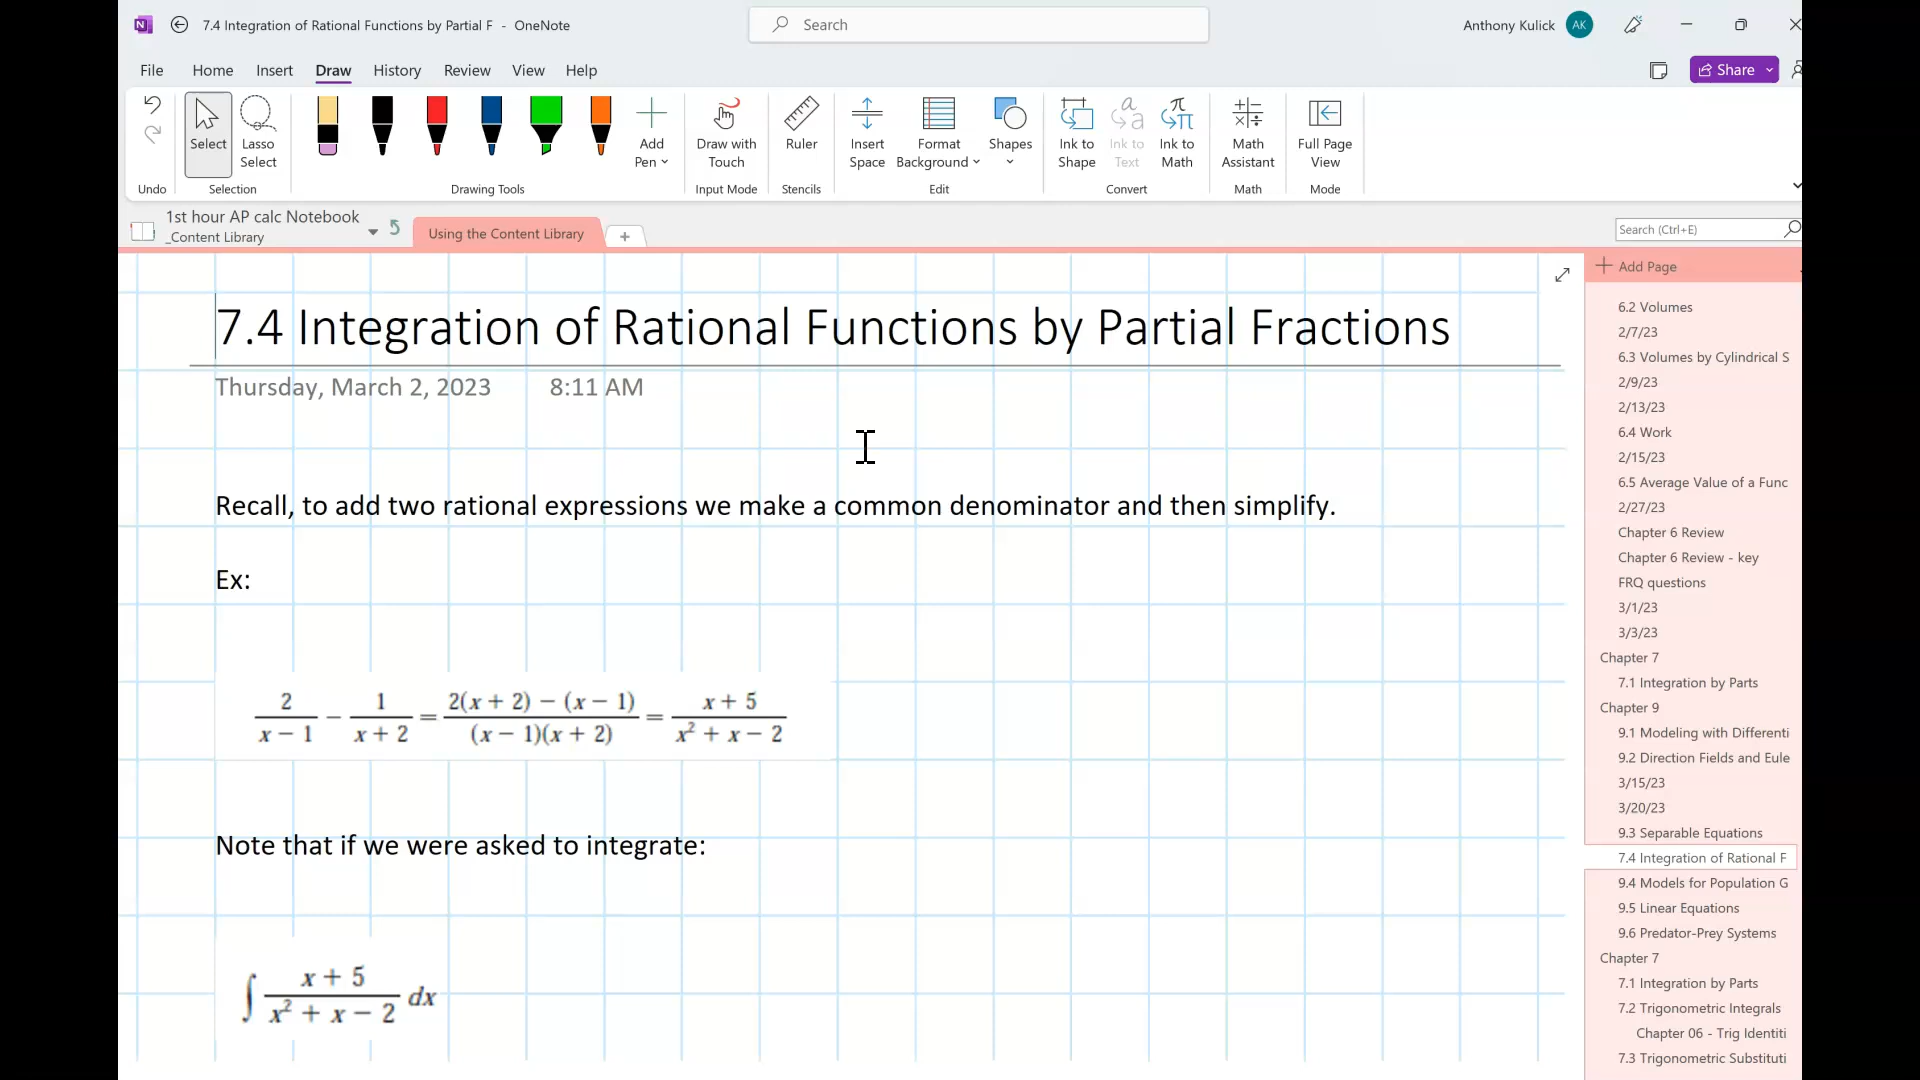 7.4 Integration of Rational Functions by Partial F - OneNote
Search
Anthony Kulick AK
File Home Insert Draw History Review View Help
Share
Undo
Select
Lasso Select
Selection
Drawing Tools
Add Pen
Draw with Touch
Input Mode
Ruler
Stencils
Insert Space
Format Background
Shapes
Edit
Ink to Shape
Ink to Text
Ink to Math
Convert
Math Assistant
Math
Full Page View
Mode
1st hour AP calc Notebook
_Content Library
Using the Content Library
Search (Ctrl+E)
7.4 Integration of Rational Functions by Partial Fractions
Thursday, March 2, 2023 8:11 AM
Recall, to add two rational expressions we make a common denominator and then simplify.
Ex:
2/(x − 1) − 1/(x + 2) = (2(x + 2) − (x − 1))/((x − 1)(x + 2)) = (x + 5)/(x² + x − 2)
Note that if we were asked to integrate:
∫ (x + 5)/(x² + x − 2) dx
Add Page
6.2 Volumes
2/7/23
6.3 Volumes by Cylindrical S
2/9/23
2/13/23
6.4 Work
2/15/23
6.5 Average Value of a Func
2/27/23
Chapter 6 Review
Chapter 6 Review - key
FRQ questions
3/1/23
3/3/23
Chapter 7
7.1 Integration by Parts
Chapter 9
9.1 Modeling with Differenti
9.2 Direction Fields and Eule
3/15/23
3/20/23
9.3 Separable Equations
7.4 Integration of Rational F
9.4 Models for Population G
9.5 Linear Equations
9.6 Predator-Prey Systems
Chapter 7
7.1 Integration by Parts
7.2 Trigonometric Integrals
Chapter 06 - Trig Identiti
7.3 Trigonometric Substituti